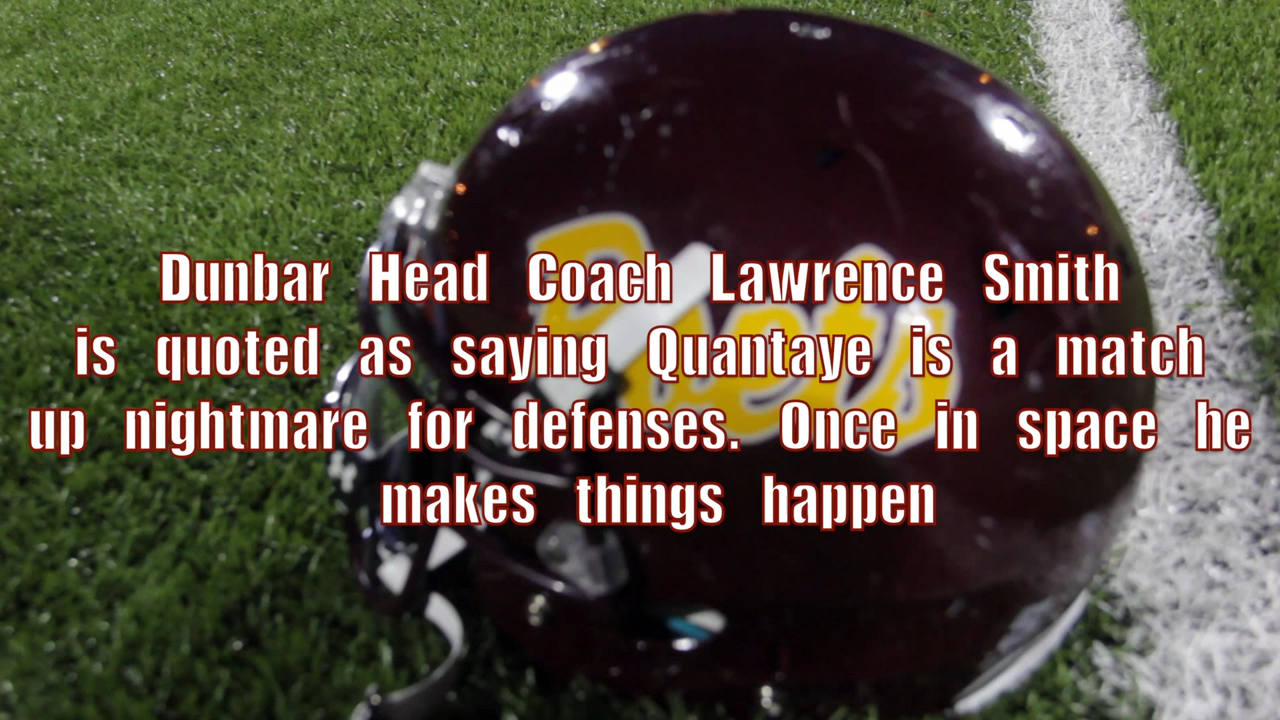 Dunbar Head Coach Lawrence Smith
is quoted as saying Quantaye is a match
up nightmare for defenses. Once in space he
makes things happen
Poets